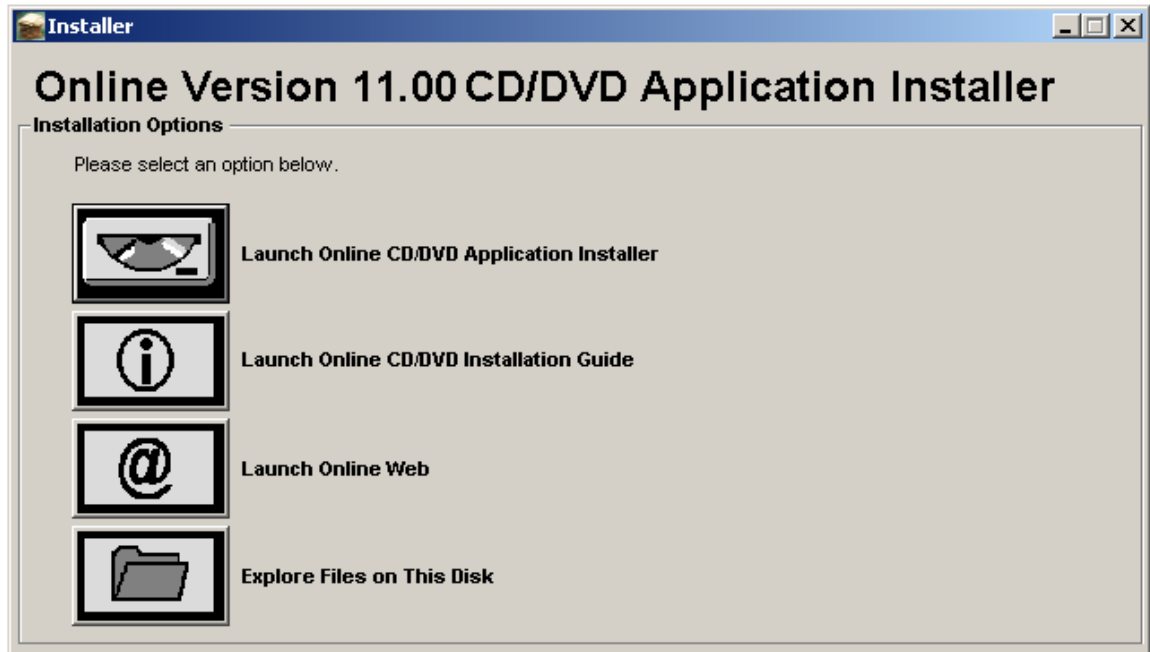 Installer
Online Version 11.00 CD/DVD Application Installer
Installation Options
Please select an option below.
Launch Online CD/DVD Application Installer
Launch Online CD/DVD Installation Guide
@
Launch Online Web
Explore Files on This Disk